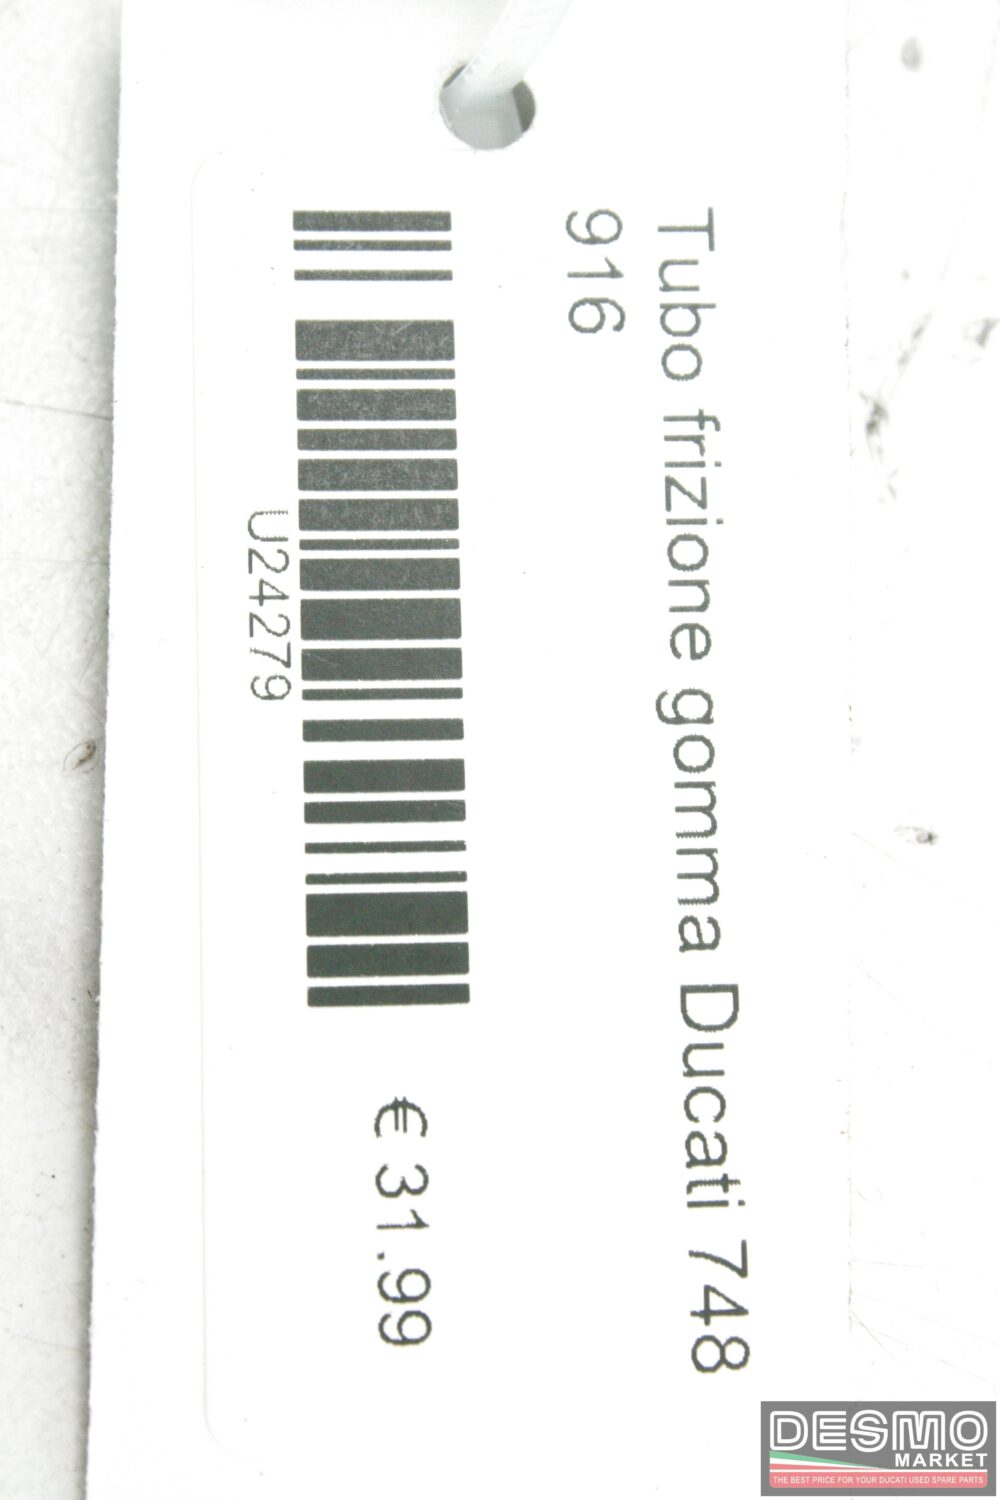 Tubo frizione gomma Ducati 748
916
U24279
€ 31.99
DESMO
MARKET
THE BEST PRICE FOR YOUR DUCATI USED SPARE PARTS